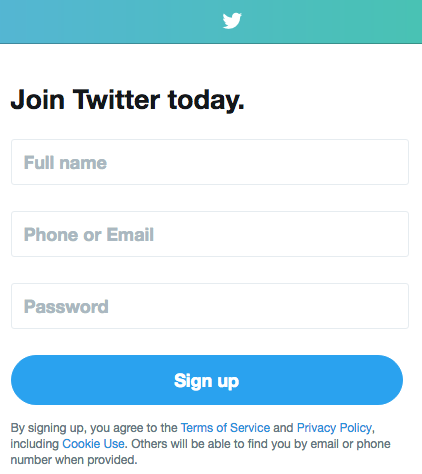 Join Twitter today.
Full name
Phone or Email
Password
Sign up
By signing up, you agree to the Terms of Service and Privacy Policy,
including Cookie Use. Others will be able to find you by email or phone
number when provided.